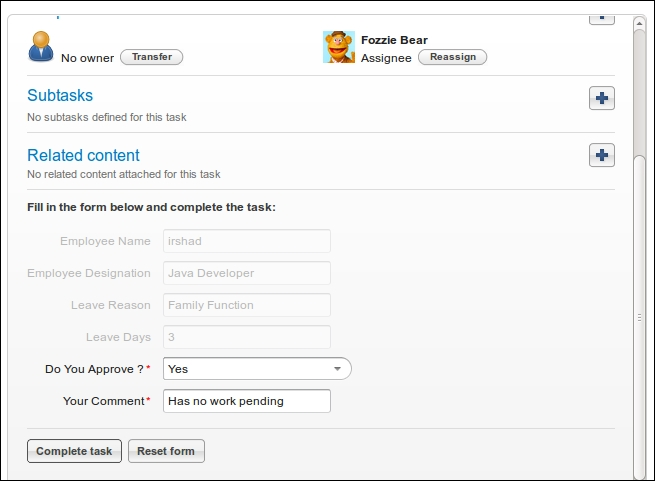 Fozzie Bear
No owner Transfer Assignee Reassign
Subtasks
No subtasks defined for this task
Related content
No related content attached for this task
Fill in the form below and complete the task:
Employee Name irshad
Employee Designation Java Developer
Leave Reason Family Function
Leave Days 3
Do You Approve ?* Yes
Your Comment* Has no work pending
Complete task Reset form